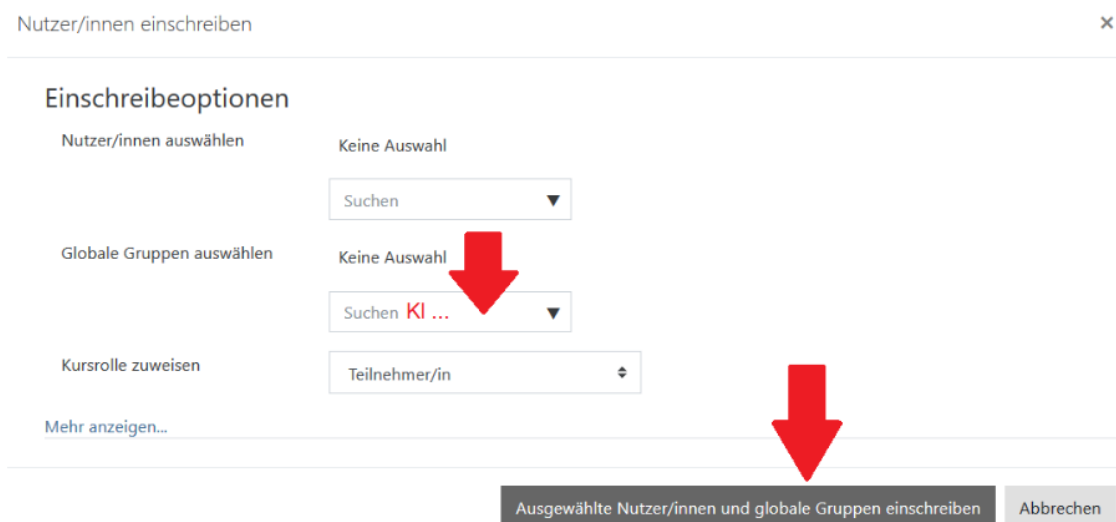 Nutzer/innen einschreiben ×
Einschreibeoptionen
Nutzer/innen auswählen
Keine Auswahl
Suchen
Globale Gruppen auswählen
Keine Auswahl
Suchen Kl ...
Kursrolle zuweisen
Teilnehmer/in
Mehr anzeigen...
Ausgewählte Nutzer/innen und globale Gruppen einschreiben
Abbrechen